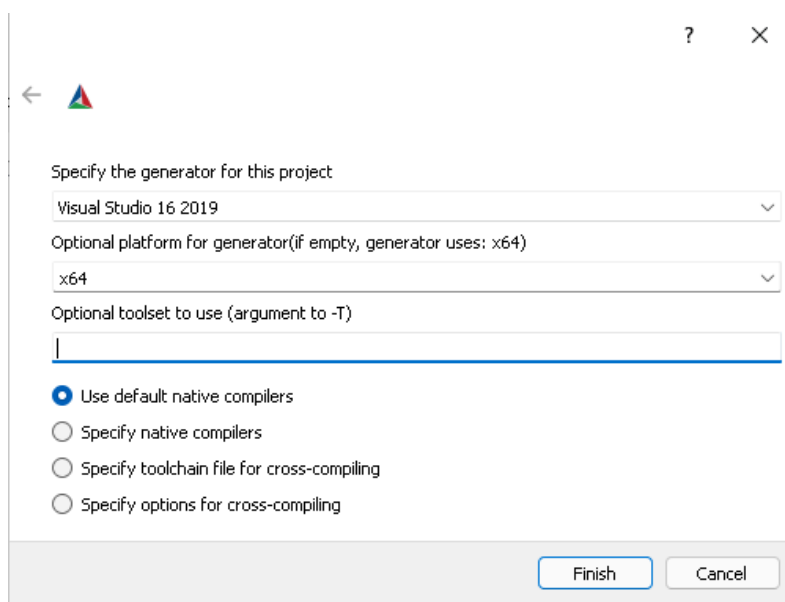 ?
Specify the generator for this project
Visual Studio 16 2019
Optional platform for generator(if empty, generator uses: x64)
x64
Optional toolset to use (argument to -T)
Use default native compilers
Specify native compilers
Specify toolchain file for cross-compiling
Specify options for cross-compiling
Finish Cancel